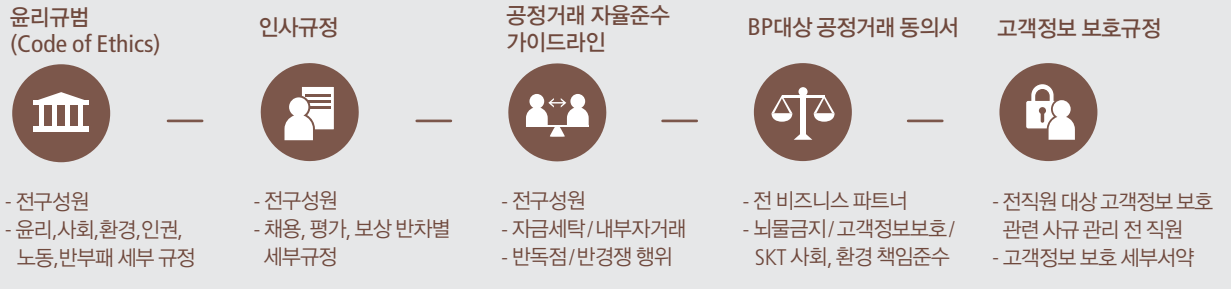 윤리규범
(Code of Ethics)
- 전구성원
- 윤리,사회,환경,인권,
노동,반부패 세부 규정
인사규정
- 전구성원
- 채용, 평가, 보상 반차별
세부규정
공정거래 자율준수
가이드라인
- 전구성원
- 자금세탁/내부자거래
- 반독점/반경쟁 행위
BP대상 공정거래 동의서
- 전 비즈니스 파트너
- 뇌물금지/고객정보보호/
SKT 사회, 환경 책임준수
고객정보 보호규정
- 전직원 대상 고객정보 보호
관련 사규 관리 전 직원
- 고객정보 보호 세부서약